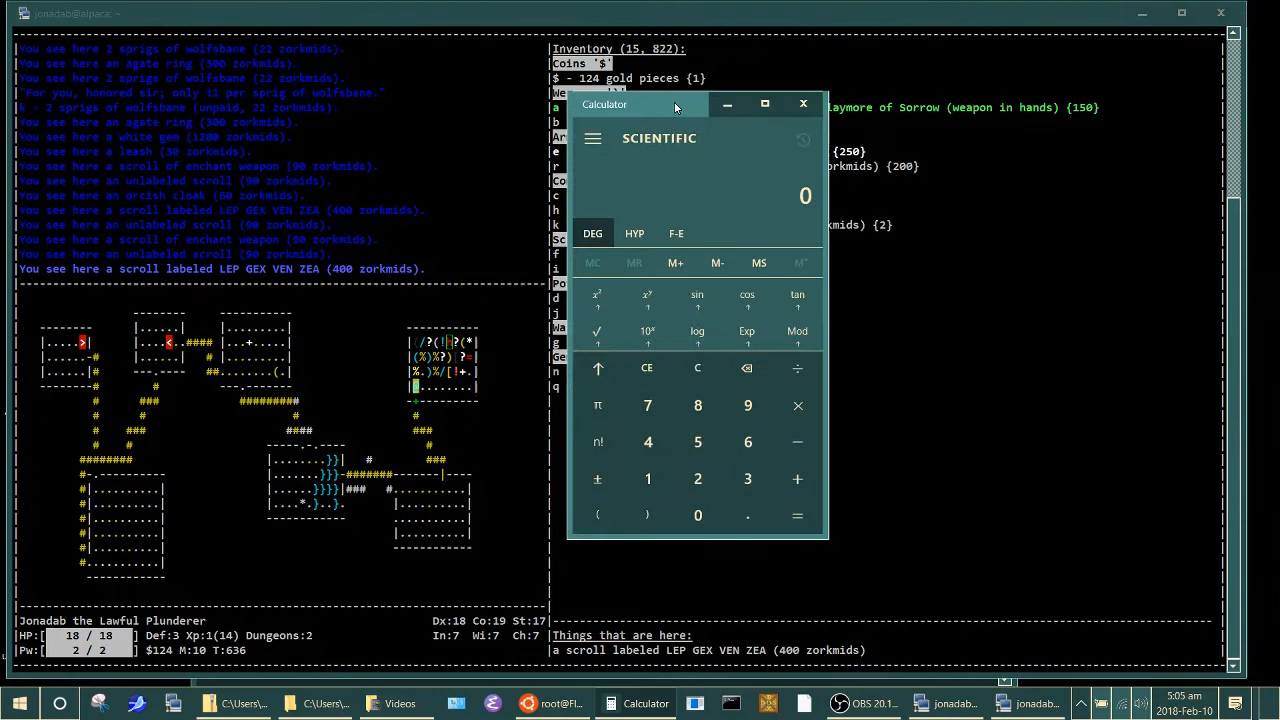 jonadab@alpaca: ~
You see here 2 sprigs of wolfsbane (22 zorkmids).
You see here an agate ring (300 zorkmids).
You see here 2 sprigs of wolfsbane (22 zorkmids).
"For you, honored sir; only 11 per sprig of wolfsbane."
k - 2 sprigs of wolfsbane (unpaid, 22 zorkmids).
You see here an agate ring (300 zorkmids).
You see here a white gem (1200 zorkmids).
You see here a leash (30 zorkmids).
You see here a scroll of enchant weapon (90 zorkmids).
You see here an unlabeled scroll (90 zorkmids).
You see here an orcish cloak (60 zorkmids).
You see here a scroll labeled LEP GEX VEN ZEA (400 zorkmids).
You see here an unlabeled scroll (90 zorkmids).
You see here a scroll of enchant weapon (90 zorkmids).
You see here an unlabeled scroll (90 zorkmids).
You see here a scroll labeled LEP GEX VEN ZEA (400 zorkmids).
Jonadab the Lawful Plunderer Dx:18 Co:19 St:17
HP:[ 18 / 18 ] Def:3 Xp:1(14) Dungeons:2 In:7 Wi:7 Ch:7
Pw:[ 2 / 2 ] $124 M:10 T:636
Inventory (15, 822):
Coins '$'
$ - 124 gold pieces {1}
We
a laymore of Sorrow (weapon in hands) {150}
b
Ar
e {250}
r rkmids) {200}
Co
c
h
k mids) {2}
Sc
f
i
Po
d
j
Wa
g
Ge
n
q
Things that are here:
a scroll labeled LEP GEX VEN ZEA (400 zorkmids)
Calculator
SCIENTIFIC
0
DEG HYP F-E
MC MR M+ M- MS
x² xʸ sin cos tan
√ 10ˣ log Exp Mod
↑ CE C ⌫ ÷
π 7 8 9 ×
n! 4 5 6 −
± 1 2 3 +
( ) 0 . =
C:\Users\... C:\Users\... Videos root@Fl... Calculator OBS 20.1... jonadab... jonadab...
5:05 am
2018-Feb-10